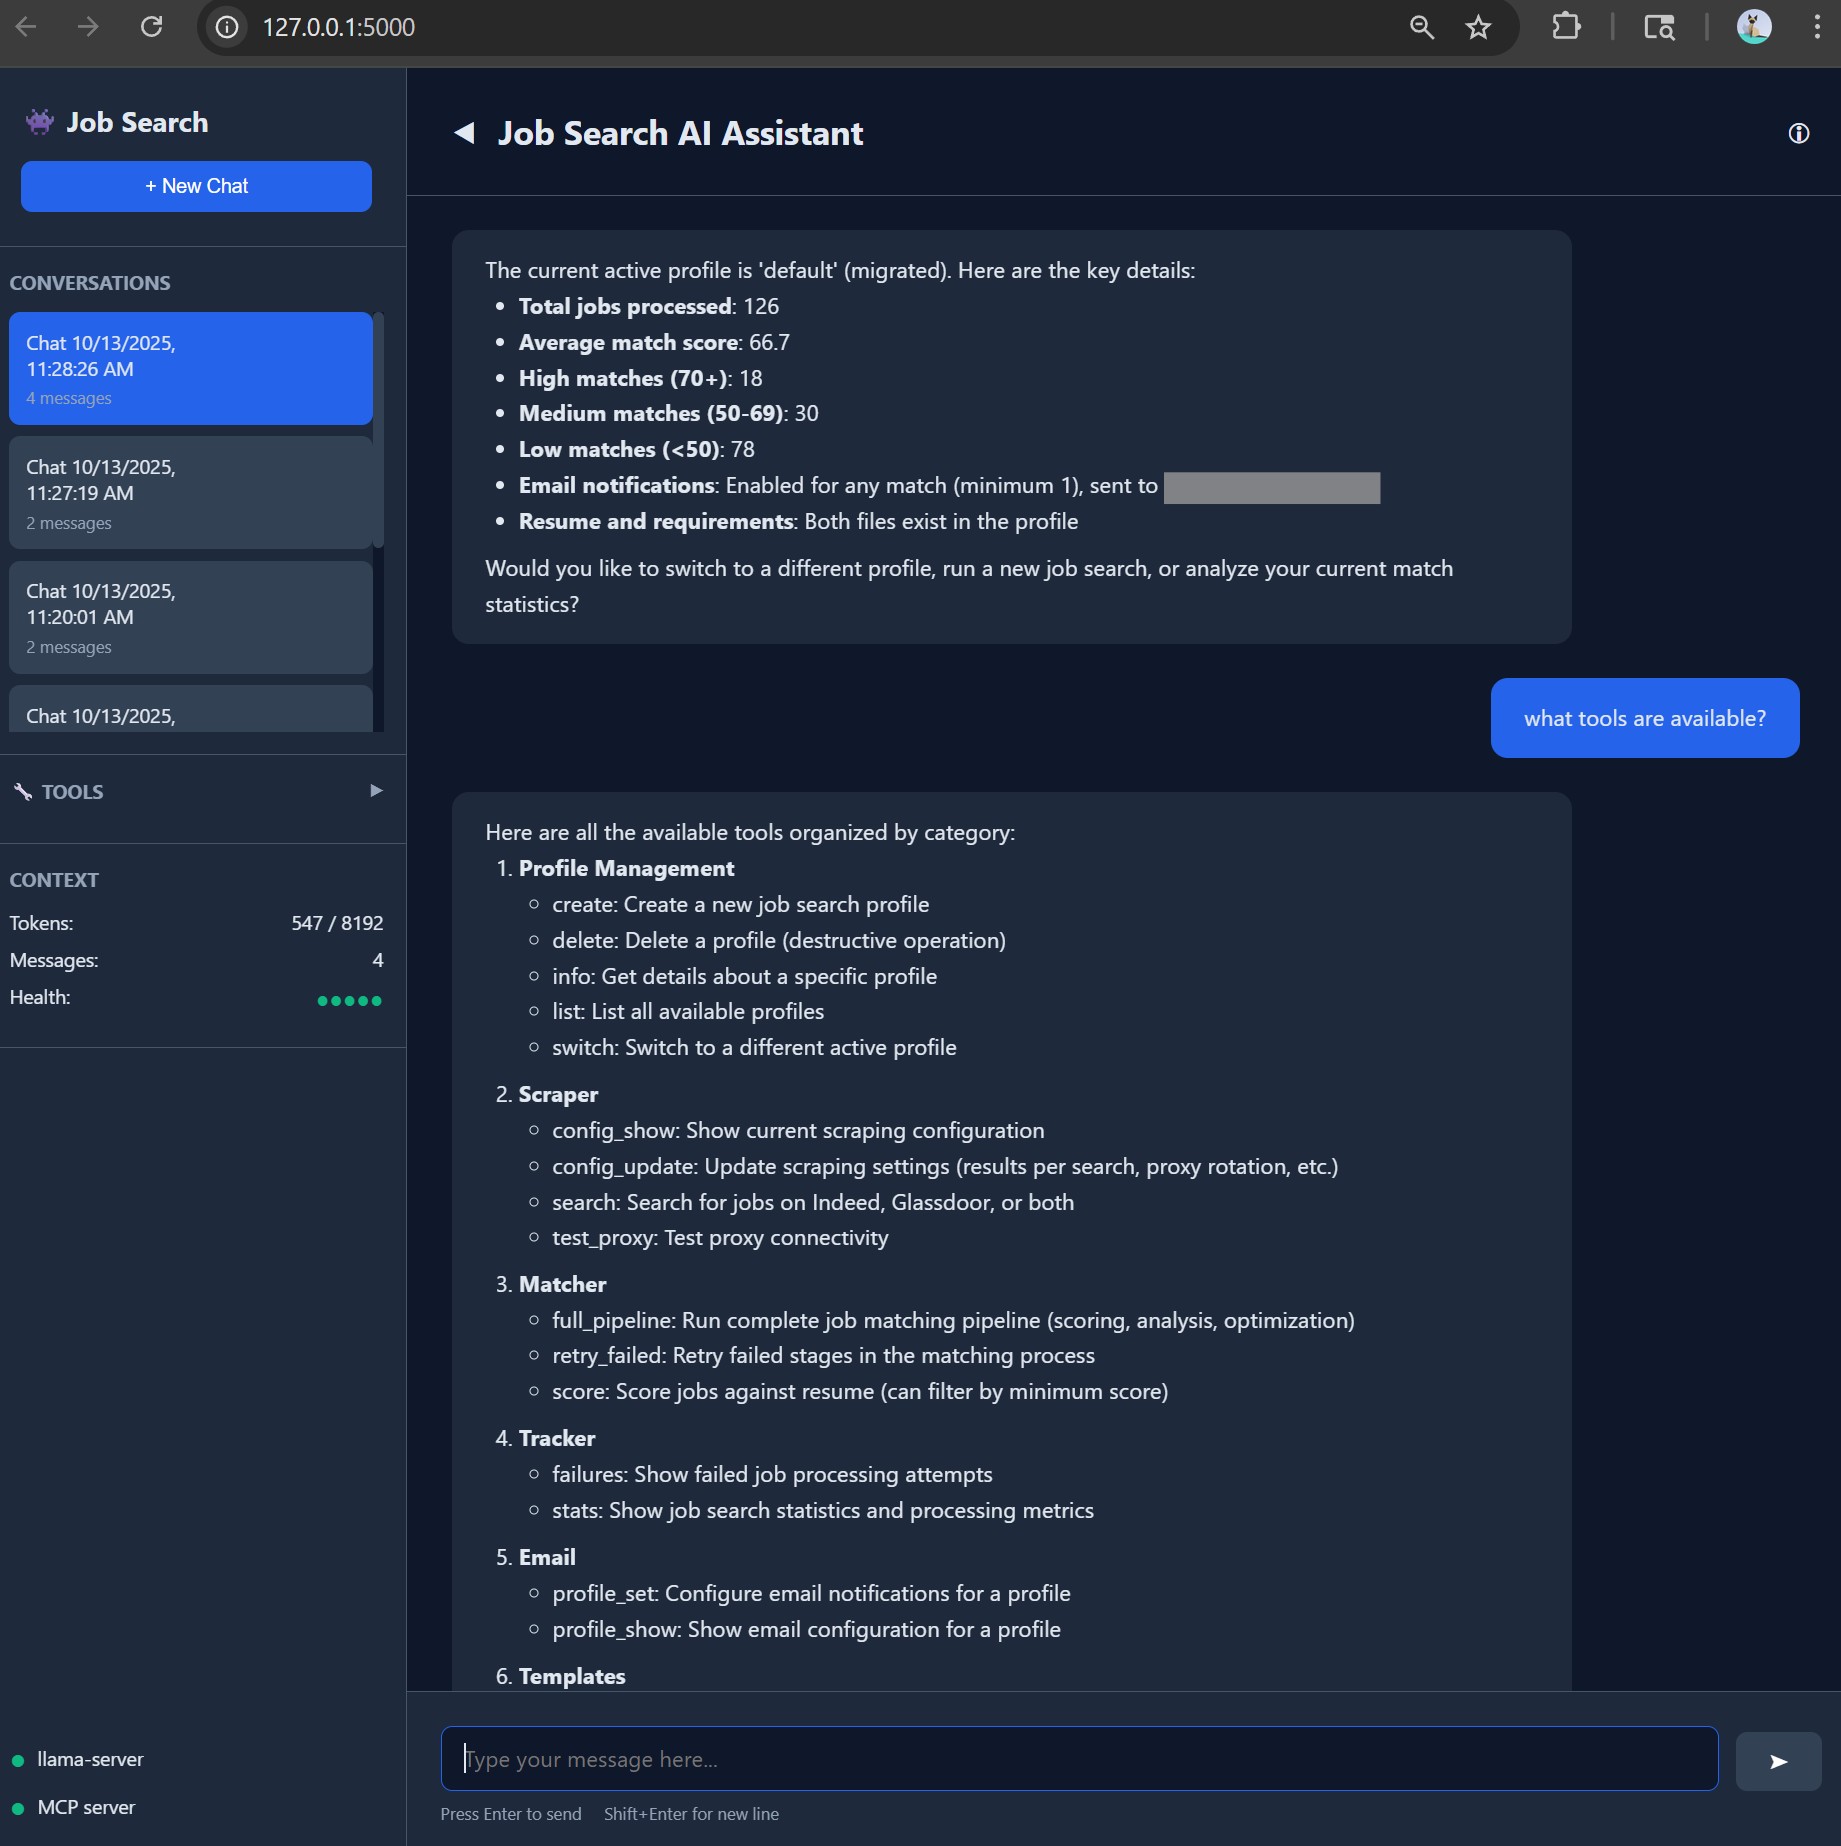 127.0.0.1:5000
Job Search
+ New Chat
CONVERSATIONS
Chat 10/13/2025,
11:28:26 AM
4 messages
Chat 10/13/2025,
11:27:19 AM
2 messages
Chat 10/13/2025,
11:20:01 AM
2 messages
Chat 10/13/2025,
TOOLS
CONTEXT
Tokens: 547 / 8192
Messages: 4
Health:
llama-server
MCP server
Job Search AI Assistant
The current active profile is 'default' (migrated). Here are the key details:
• Total jobs processed: 126
• Average match score: 66.7
• High matches (70+): 18
• Medium matches (50-69): 30
• Low matches (<50): 78
• Email notifications: Enabled for any match (minimum 1), sent to
• Resume and requirements: Both files exist in the profile
Would you like to switch to a different profile, run a new job search, or analyze your current match
statistics?
what tools are available?
Here are all the available tools organized by category:
1. Profile Management
○ create: Create a new job search profile
○ delete: Delete a profile (destructive operation)
○ info: Get details about a specific profile
○ list: List all available profiles
○ switch: Switch to a different active profile
2. Scraper
○ config_show: Show current scraping configuration
○ config_update: Update scraping settings (results per search, proxy rotation, etc.)
○ search: Search for jobs on Indeed, Glassdoor, or both
○ test_proxy: Test proxy connectivity
3. Matcher
○ full_pipeline: Run complete job matching pipeline (scoring, analysis, optimization)
○ retry_failed: Retry failed stages in the matching process
○ score: Score jobs against resume (can filter by minimum score)
4. Tracker
○ failures: Show failed job processing attempts
○ stats: Show job search statistics and processing metrics
5. Email
○ profile_set: Configure email notifications for a profile
○ profile_show: Show email configuration for a profile
6. Templates
Type your message here...
Press Enter to send Shift+Enter for new line